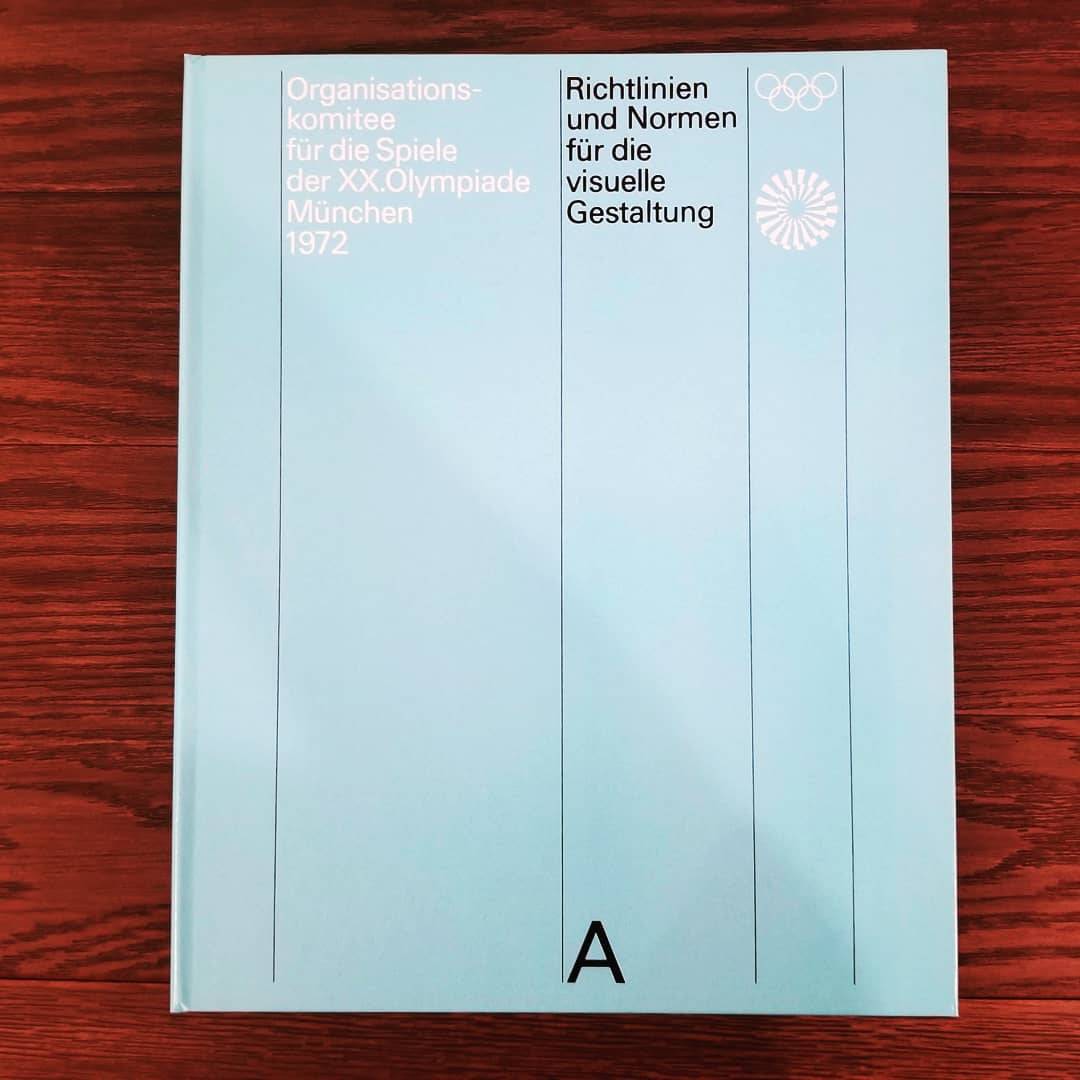 Organisations-
komitee
für die Spiele
der XX.Olympiade
München
1972
Richtlinien
und Normen
für die
visuelle
Gestaltung
A